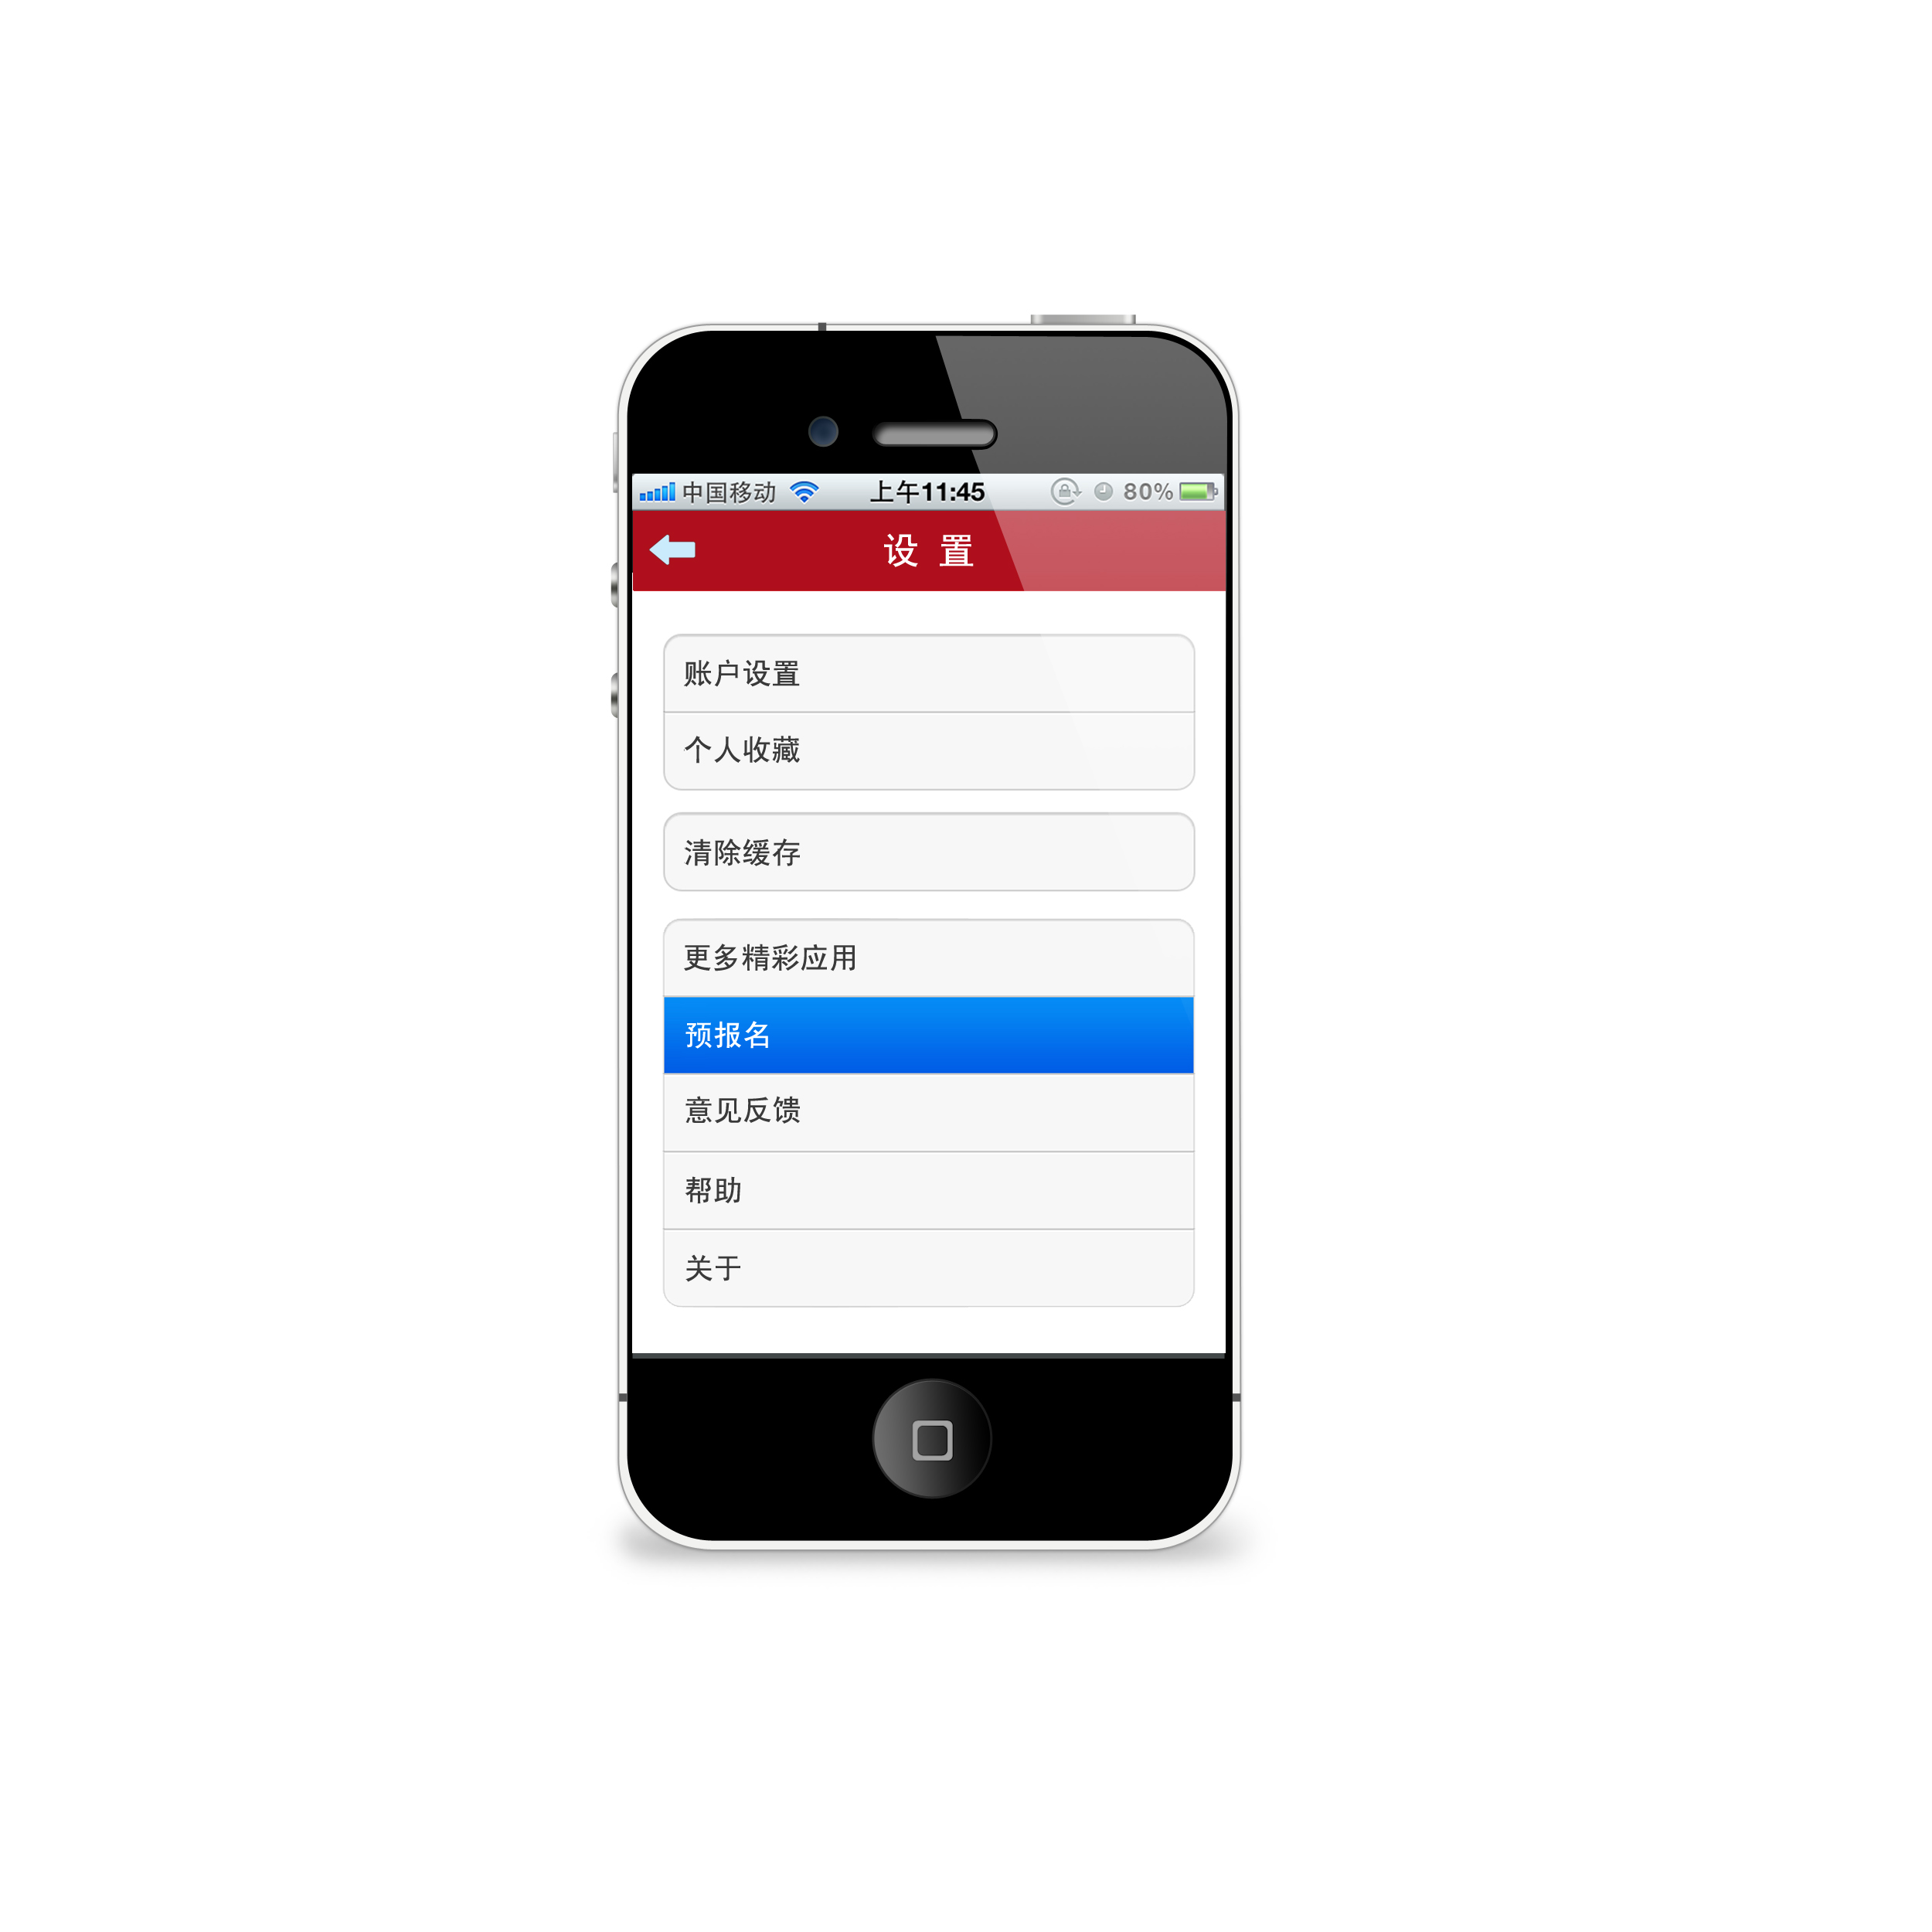 中国移动 上午11:45 80%
设 置
账户设置
个人收藏
清除缓存
更多精彩应用
预报名
意见反馈
帮助
关于